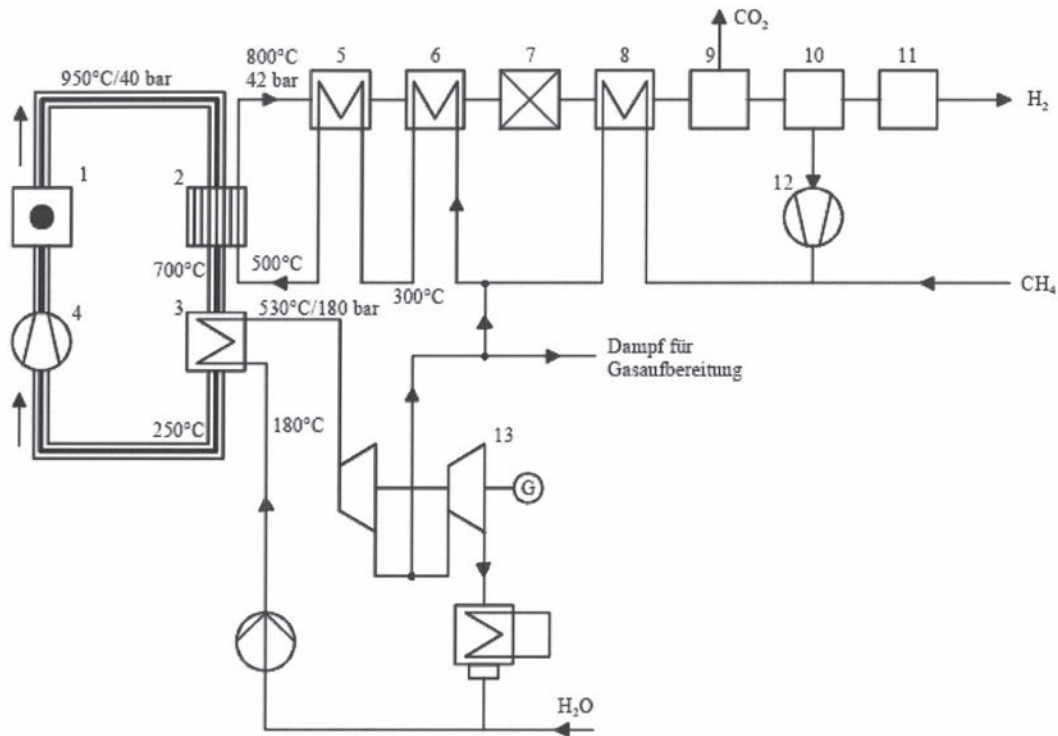 950°C/40 bar
800°C
42 bar
5
6
7
8
9
10
11
CO₂
H₂
1
2
12
700°C
500°C
300°C
CH₄
4
3
530°C/180 bar
Dampf für
Gasaufbereitung
250°C
180°C
13
G
H₂O